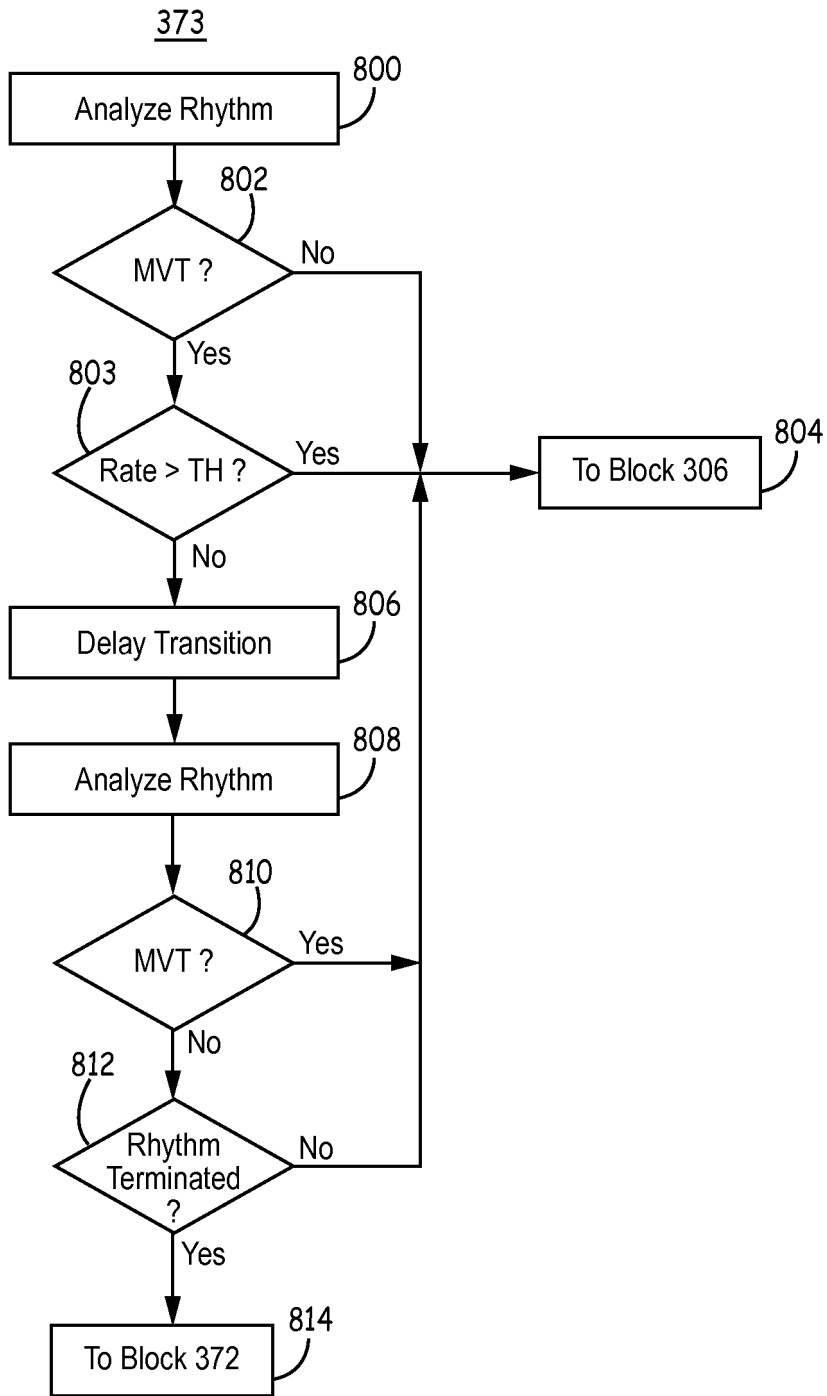 373
Analyze Rhythm
800
802
MVT ?
No
Yes
803
Rate > TH ?
Yes
To Block 306
804
No
Delay Transition
806
Analyze Rhythm
808
810
MVT ?
Yes
No
812
Rhythm
Terminated
?
No
Yes
To Block 372
814